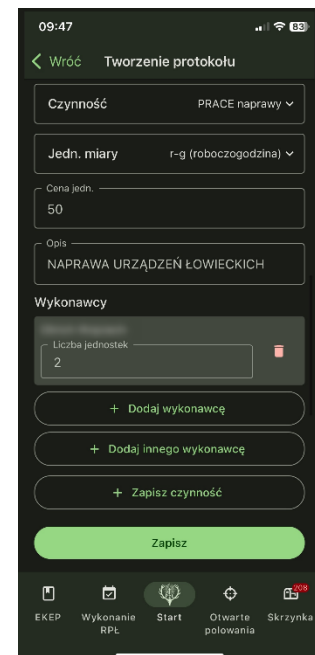 09:47
83
Wróć Tworzenie protokołu
Czynność PRACE naprawy
Jedn. miary r-g (roboczogodzina)
Cena jedn.
50
Opis
NAPRAWA URZĄDZEŃ ŁOWIECKICH
Wykonawcy
Liczba jednostek
2
+ Dodaj wykonawcę
+ Dodaj innego wykonawcę
+ Zapisz czynność
Zapisz
208
EKEP Wykonanie Start Otwarte Skrzynka
RPŁ polowania